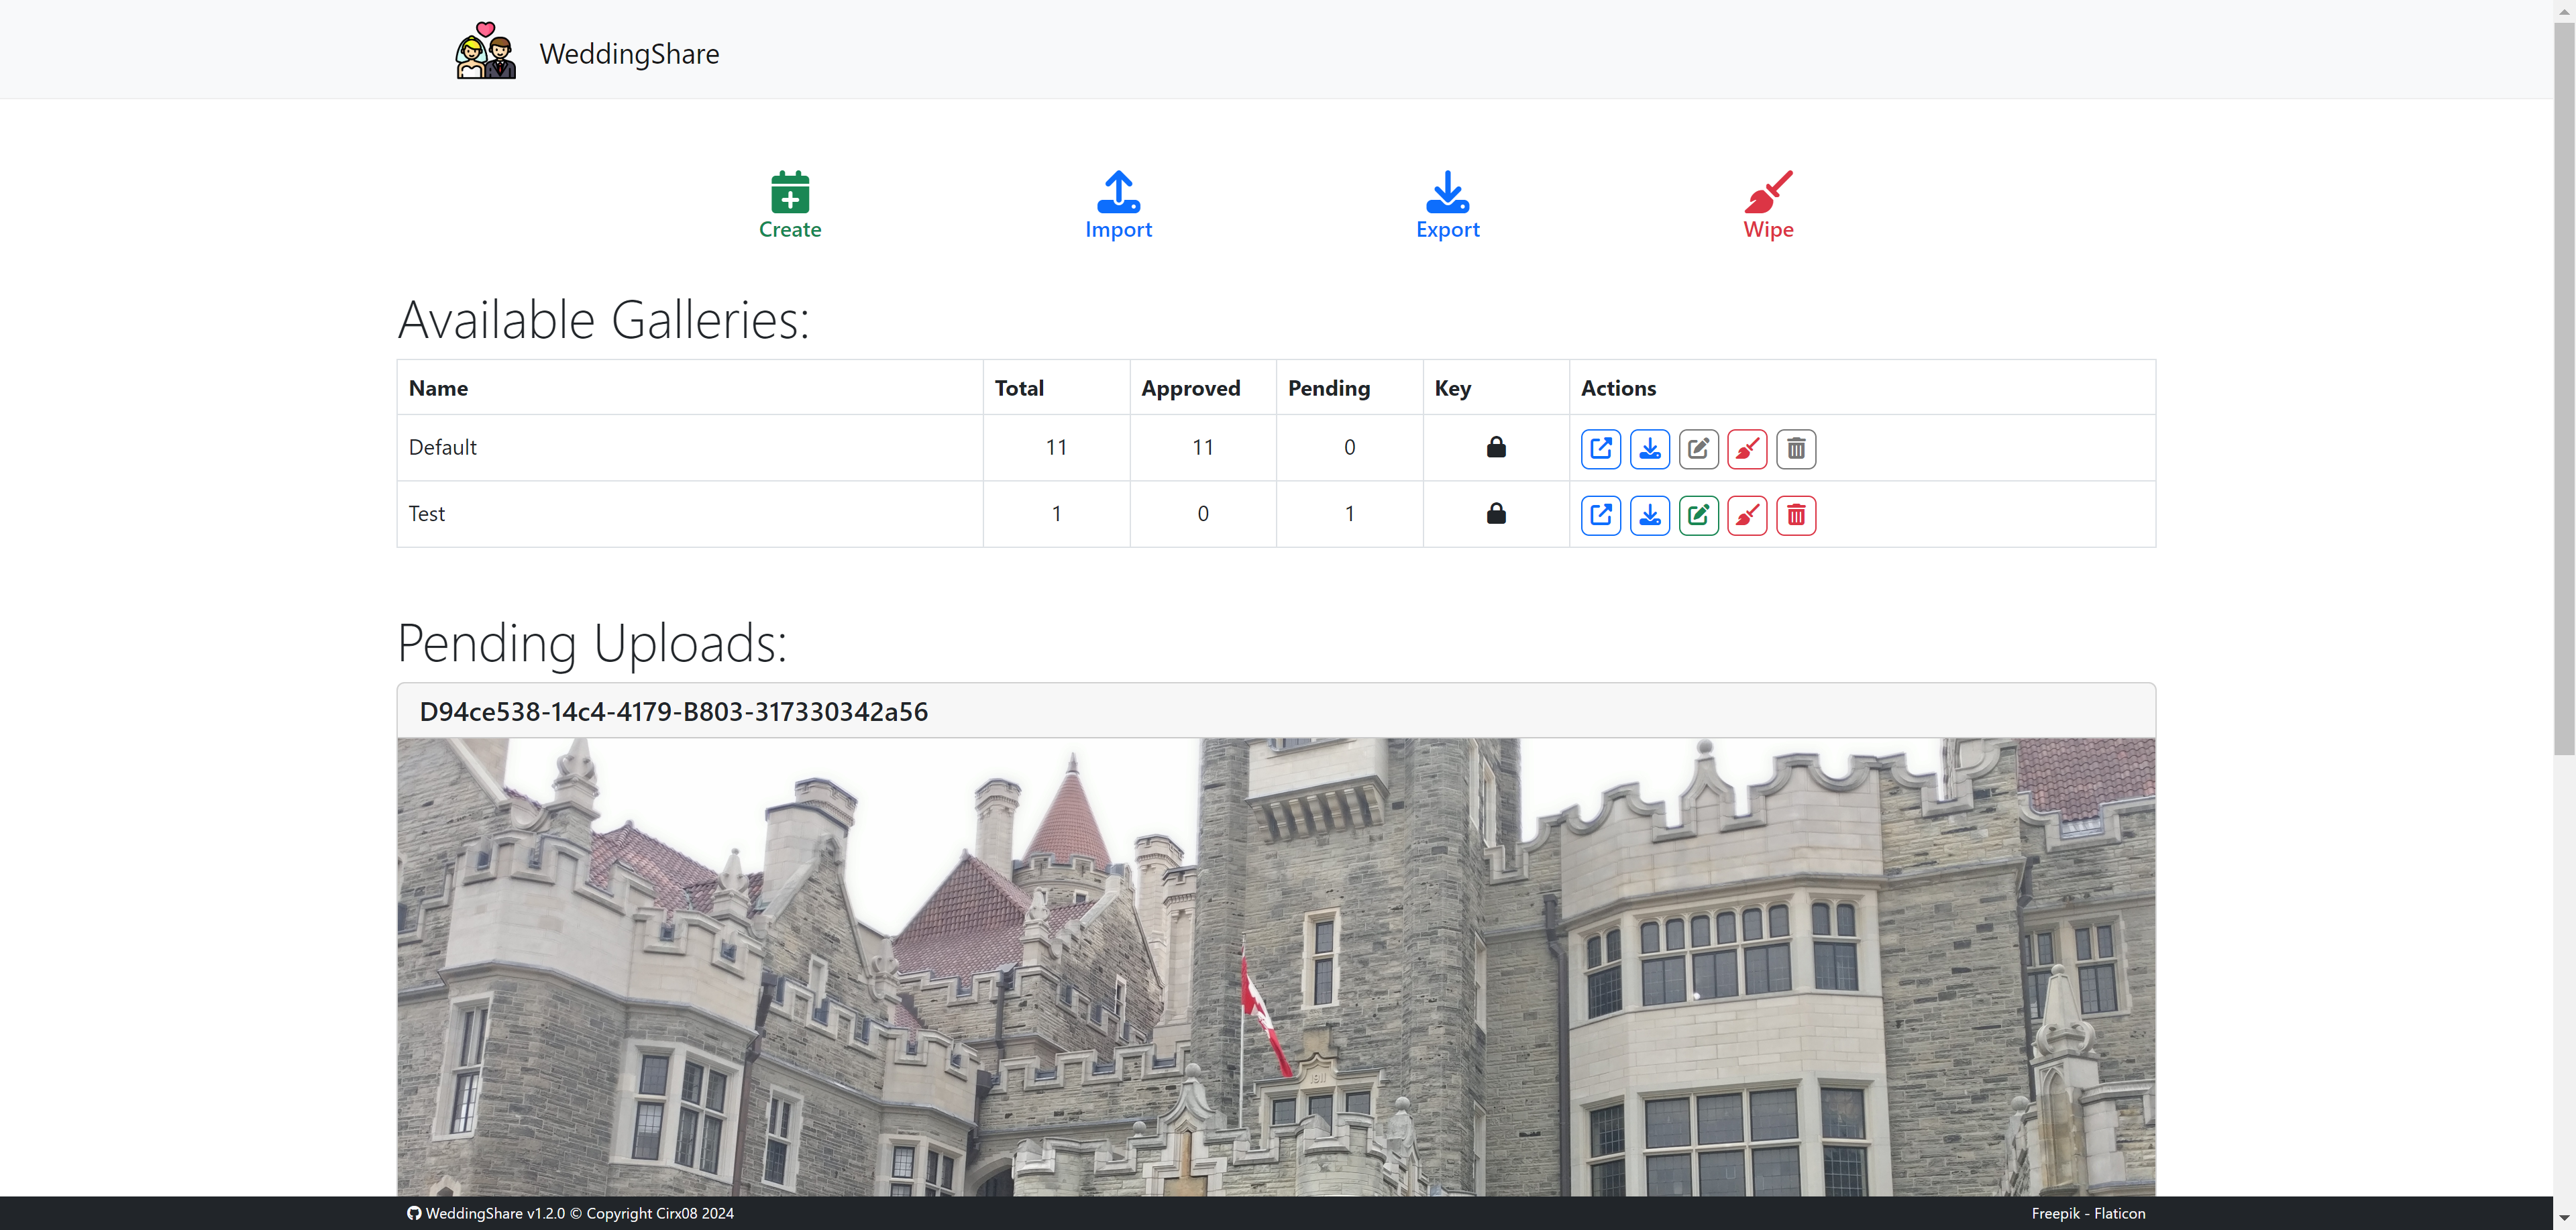 WeddingShare
Create
Import
Export
Wipe
Available Galleries:
Name Total Approved Pending Key Actions
Default 11 11 0
Test 1 0 1
Pending Uploads:
D94ce538-14c4-4179-B803-317330342a56
1911
WeddingShare v1.2.0 © Copyright Cirx08 2024
Freepik - Flaticon